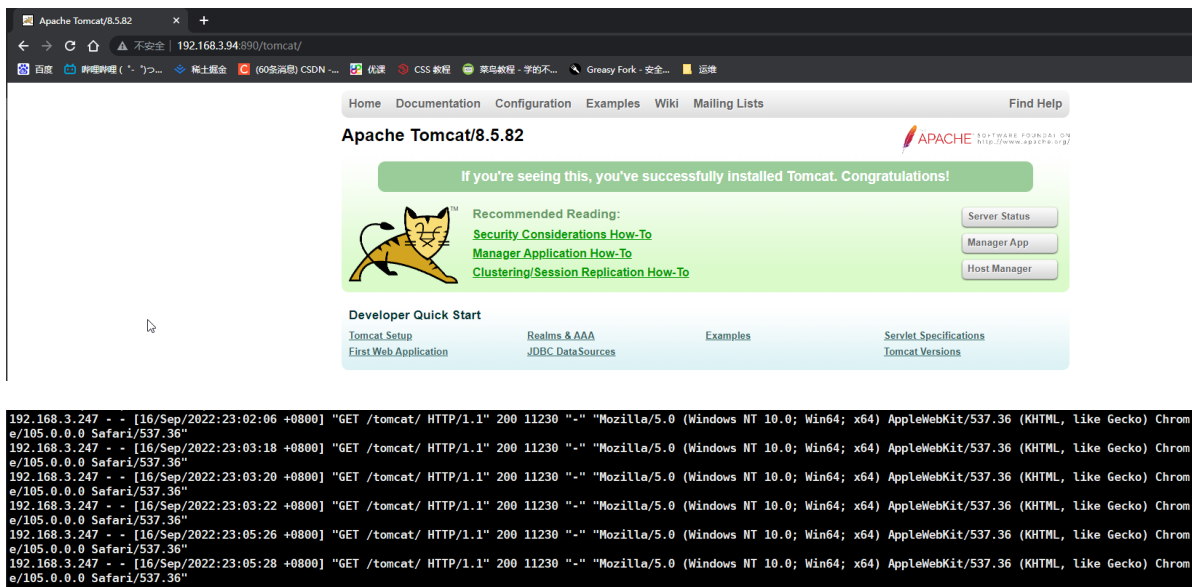 Apache Tomcat/8.5.82
不安全 | 192.168.3.94:890/tomcat/
百度 哔哩哔哩 ( ゜- ゜)つ... 稀土掘金 (60条消息) CSDN -... 优课 CSS 教程 菜鸟教程 - 学的不... Greasy Fork - 安全... 运维
Home Documentation Configuration Examples Wiki Mailing Lists Find Help
Apache Tomcat/8.5.82
APACHE SOFTWARE FOUNDATION
http://www.apache.org/
If you're seeing this, you've successfully installed Tomcat. Congratulations!
TM
Recommended Reading:
Security Considerations How-To
Manager Application How-To
Clustering/Session Replication How-To
Server Status
Manager App
Host Manager
Developer Quick Start
Tomcat Setup Realms & AAA Examples Servlet Specifications
First Web Application JDBC DataSources Tomcat Versions
192.168.3.247 - - [16/Sep/2022:23:02:06 +0800] "GET /tomcat/ HTTP/1.1" 200 11230 "-" "Mozilla/5.0 (Windows NT 10.0; Win64; x64) AppleWebKit/537.36 (KHTML, like Gecko) Chrom
e/105.0.0.0 Safari/537.36"
192.168.3.247 - - [16/Sep/2022:23:03:18 +0800] "GET /tomcat/ HTTP/1.1" 200 11230 "-" "Mozilla/5.0 (Windows NT 10.0; Win64; x64) AppleWebKit/537.36 (KHTML, like Gecko) Chrom
e/105.0.0.0 Safari/537.36"
192.168.3.247 - - [16/Sep/2022:23:03:20 +0800] "GET /tomcat/ HTTP/1.1" 200 11230 "-" "Mozilla/5.0 (Windows NT 10.0; Win64; x64) AppleWebKit/537.36 (KHTML, like Gecko) Chrom
e/105.0.0.0 Safari/537.36"
192.168.3.247 - - [16/Sep/2022:23:03:22 +0800] "GET /tomcat/ HTTP/1.1" 200 11230 "-" "Mozilla/5.0 (Windows NT 10.0; Win64; x64) AppleWebKit/537.36 (KHTML, like Gecko) Chrom
e/105.0.0.0 Safari/537.36"
192.168.3.247 - - [16/Sep/2022:23:05:26 +0800] "GET /tomcat/ HTTP/1.1" 200 11230 "-" "Mozilla/5.0 (Windows NT 10.0; Win64; x64) AppleWebKit/537.36 (KHTML, like Gecko) Chrom
e/105.0.0.0 Safari/537.36"
192.168.3.247 - - [16/Sep/2022:23:05:28 +0800] "GET /tomcat/ HTTP/1.1" 200 11230 "-" "Mozilla/5.0 (Windows NT 10.0; Win64; x64) AppleWebKit/537.36 (KHTML, like Gecko) Chrom
e/105.0.0.0 Safari/537.36"